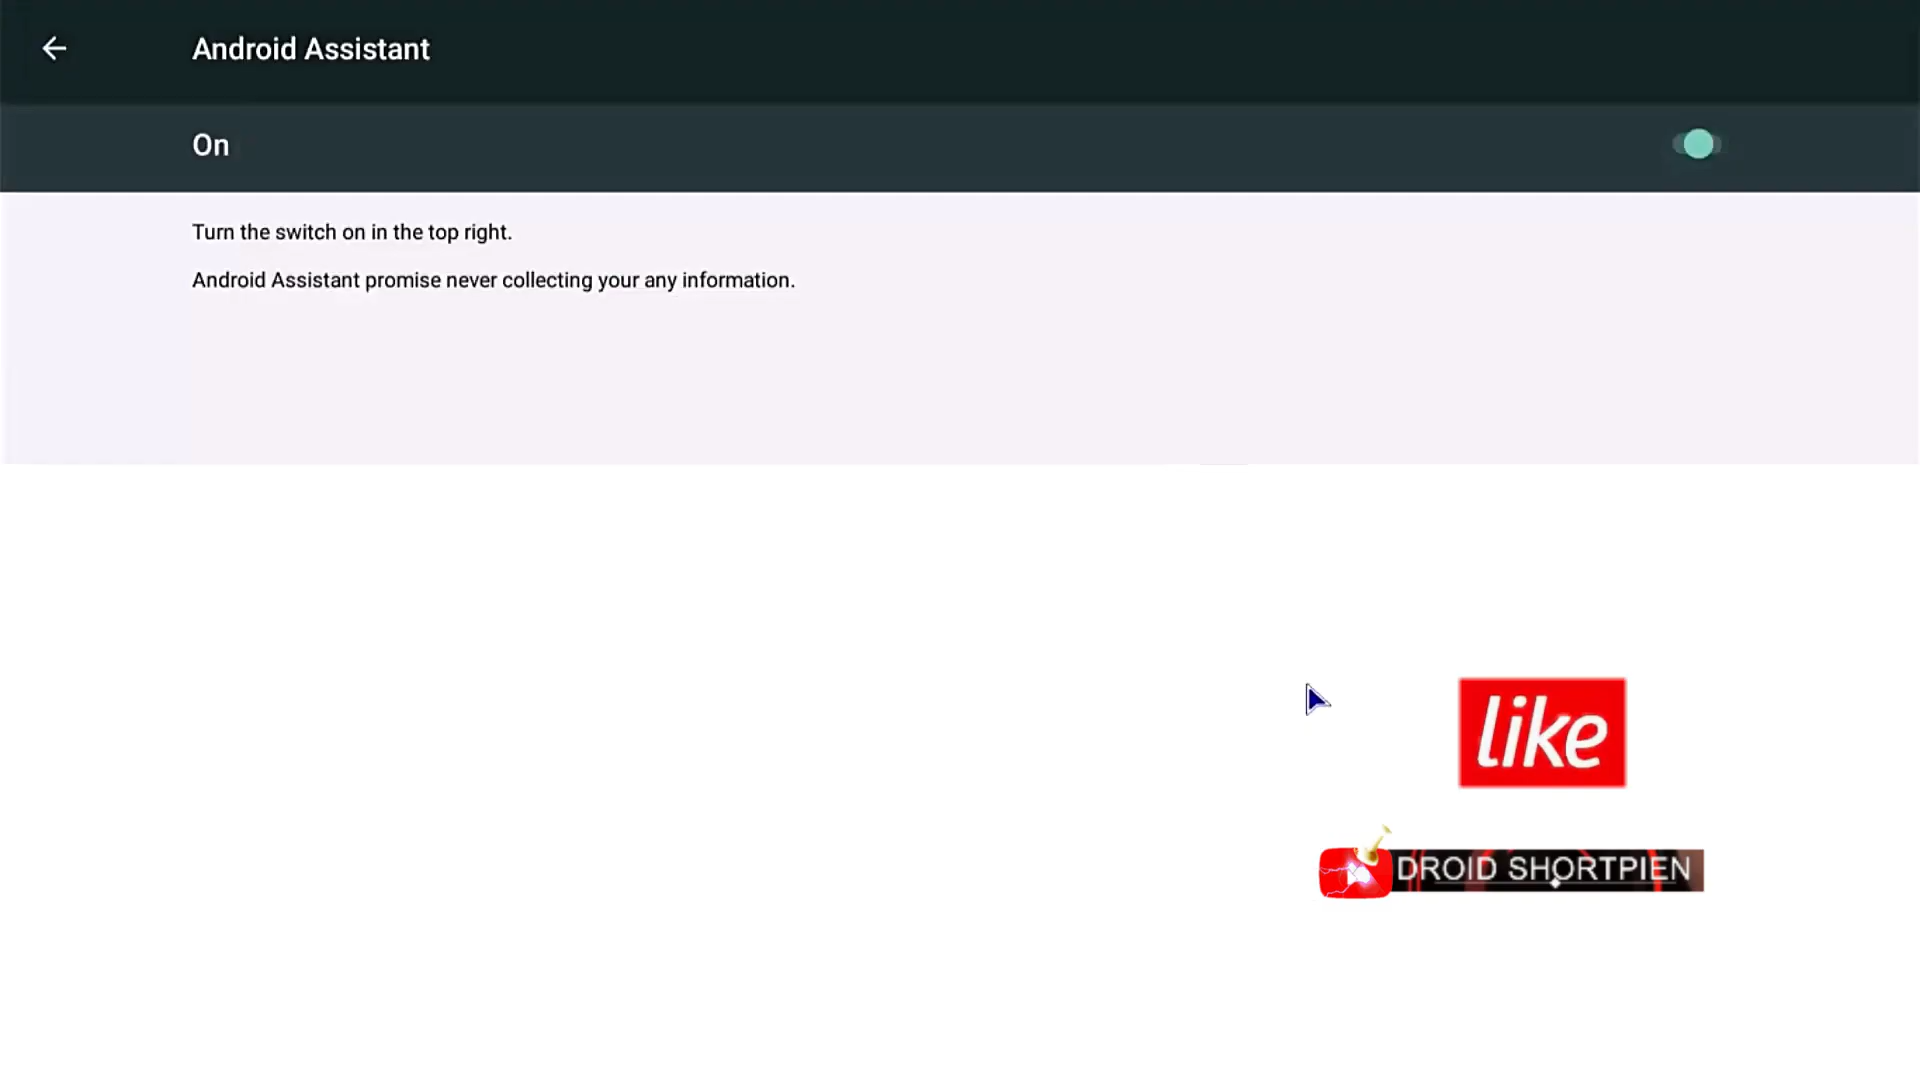 Android Assistant
On
Turn the switch on in the top right.
Android Assistant promise never collecting your any information.
like
DROID SHORTPIEN